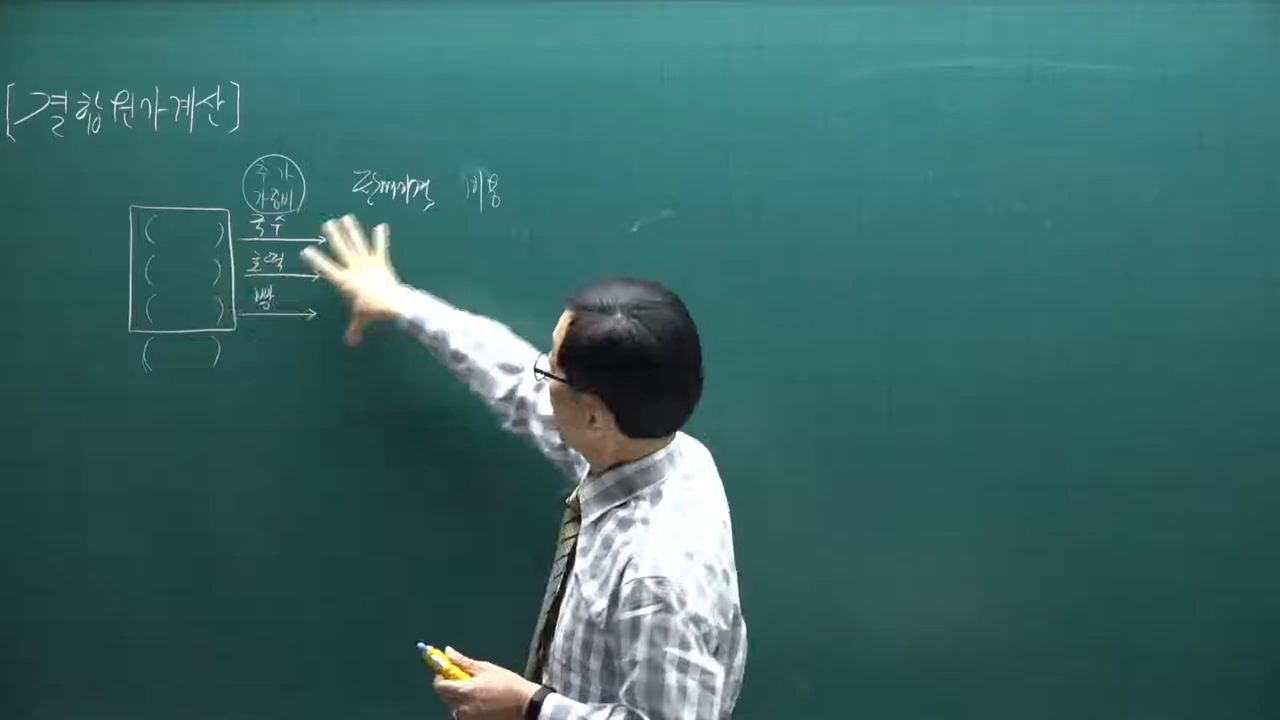 [결합원가계산]
추가
가공비
판매가격 비용
국수
호떡
빵
( )
( )
( )
( )